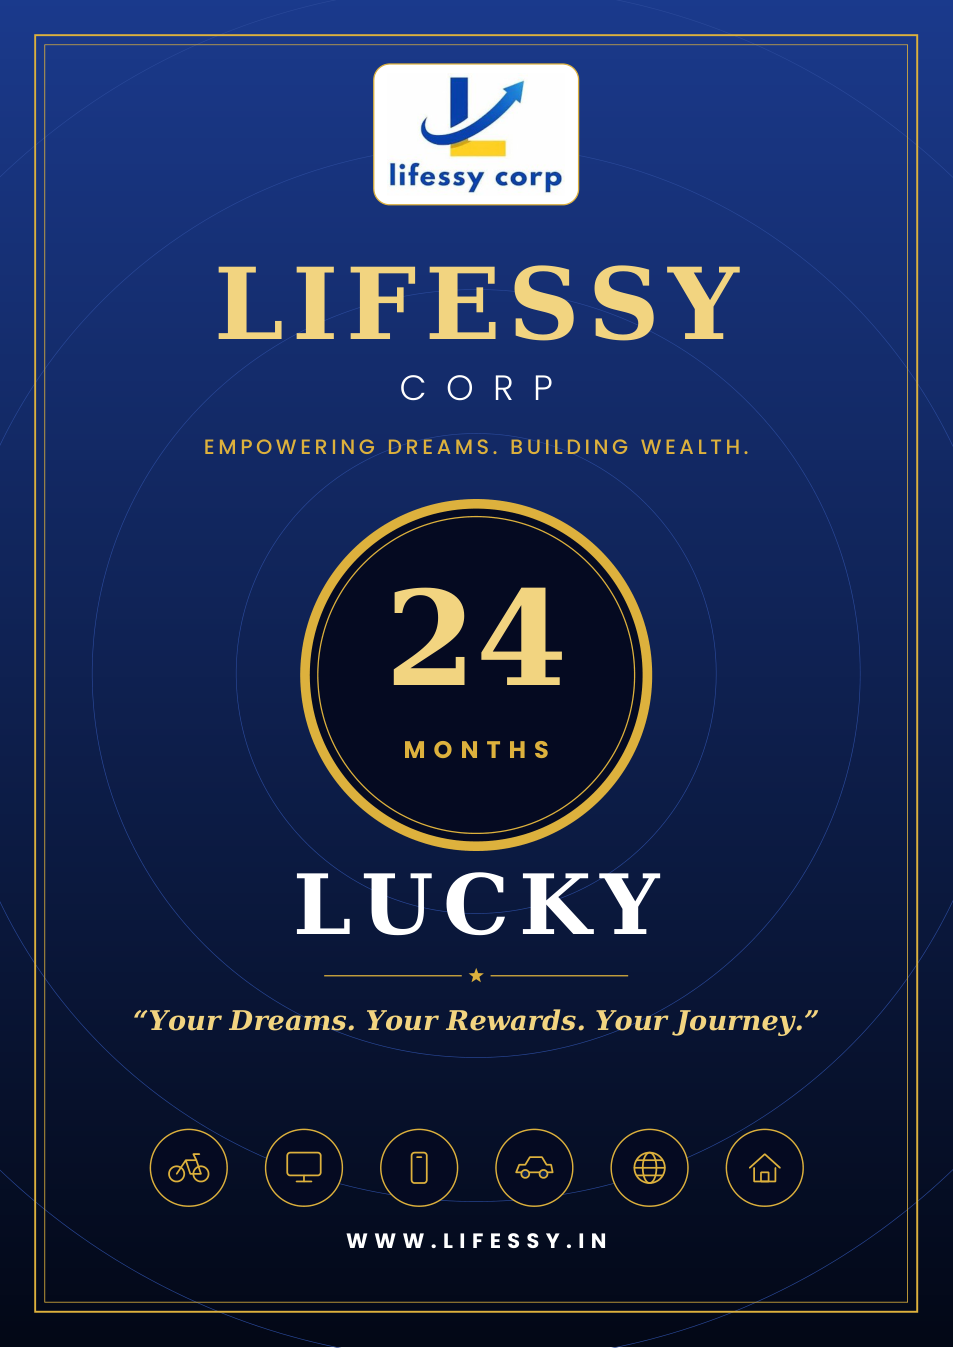 lifessy corp
LIFESSY
CORP
EMPOWERING DREAMS. BUILDING WEALTH.
24
MONTHS
LUCKY
“Your Dreams. Your Rewards. Your Journey.”
WWW.LIFESSY.IN